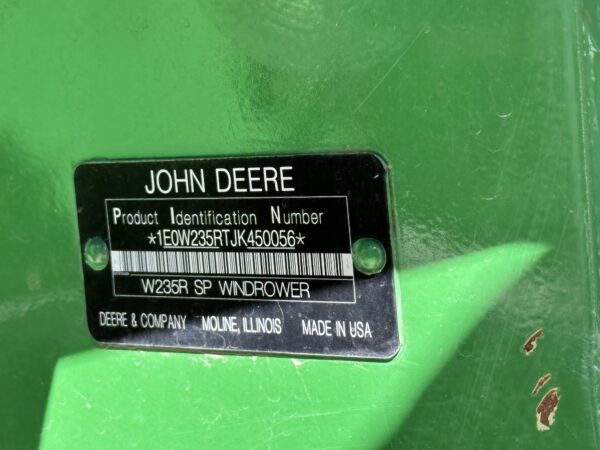 JOHN DEERE
Product Identification Number
*1E0W235RTJK450056*
W235R SP WINDROWER
DEERE & COMPANY MOLINE, ILLINOIS MADE IN USA